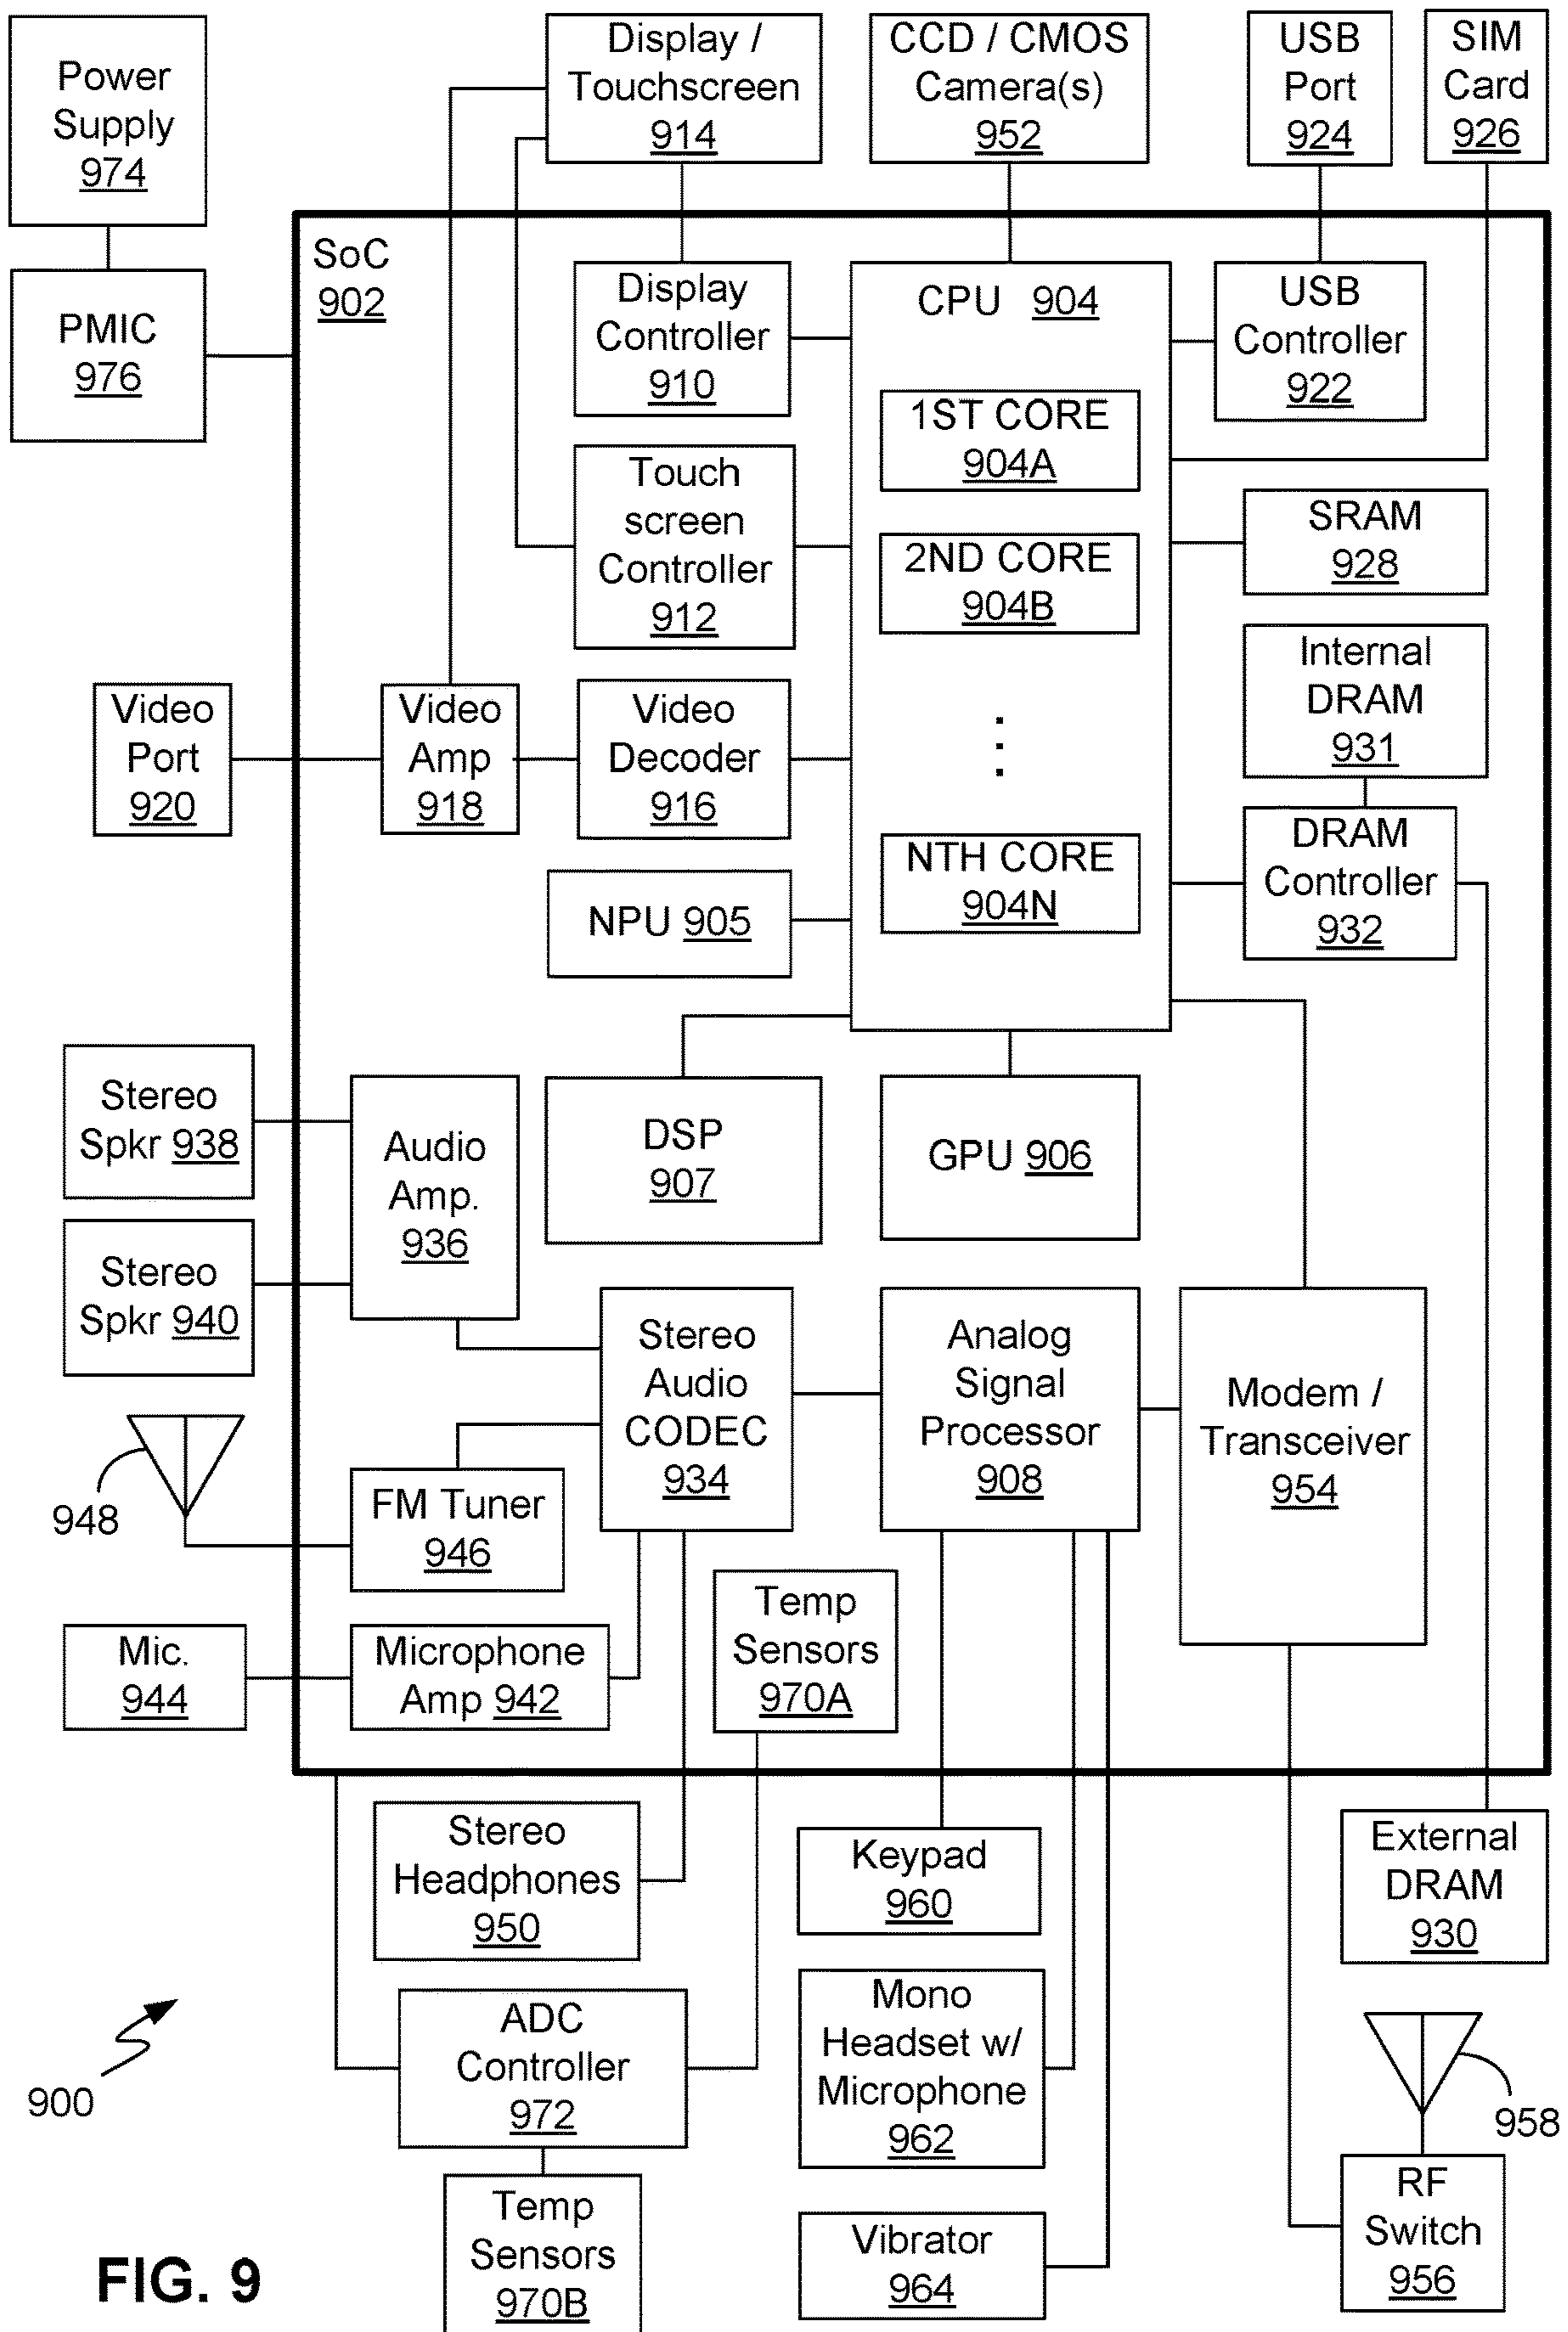 Power
Supply
974
PMIC
976
Display /
Touchscreen
914
CCD / CMOS
Camera(s)
952
USB
Port
924
SIM
Card
926
SoC
902
Display
Controller
910
CPU 904
1ST CORE
904A
2ND CORE
904B
NTH CORE
904N
USB
Controller
922
Touch
screen
Controller
912
SRAM
928
Internal
DRAM
931
DRAM
Controller
932
Video
Port
920
Video
Amp
918
Video
Decoder
916
NPU 905
Stereo
Spkr 938
Stereo
Spkr 940
Audio
Amp.
936
DSP
907
GPU 906
Stereo
Audio
CODEC
934
Analog
Signal
Processor
908
Modem /
Transceiver
954
948
FM Tuner
946
Mic.
944
Microphone
Amp 942
Temp
Sensors
970A
Stereo
Headphones
950
Keypad
960
External
DRAM
930
ADC
Controller
972
Mono
Headset w/
Microphone
962
900
958
Temp
Sensors
970B
Vibrator
964
RF
Switch
956
FIG. 9